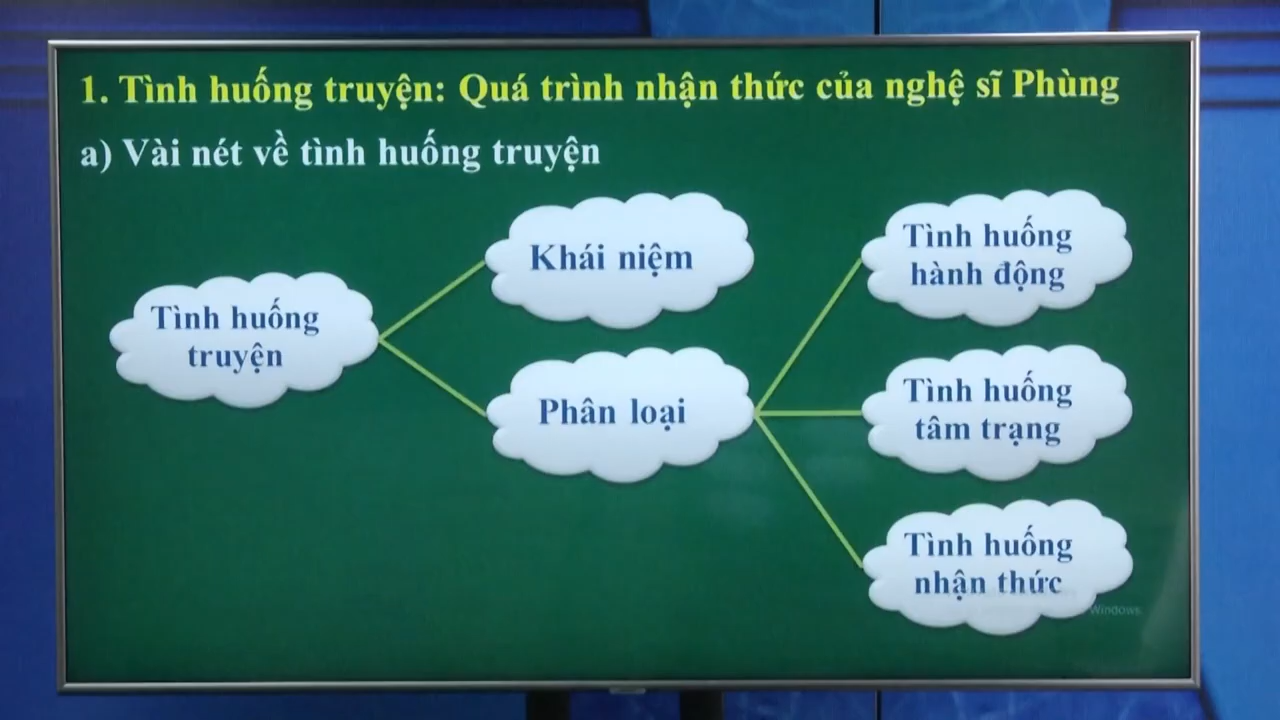 1. Tình huống truyện: Quá trình nhận thức của nghệ sĩ Phùng
a) Vài nét về tình huống truyện
Tình huống
truyện
Khái niệm
Phân loại
Tình huống
hành động
Tình huống
tâm trạng
Tình huống
nhận thức
Windows.